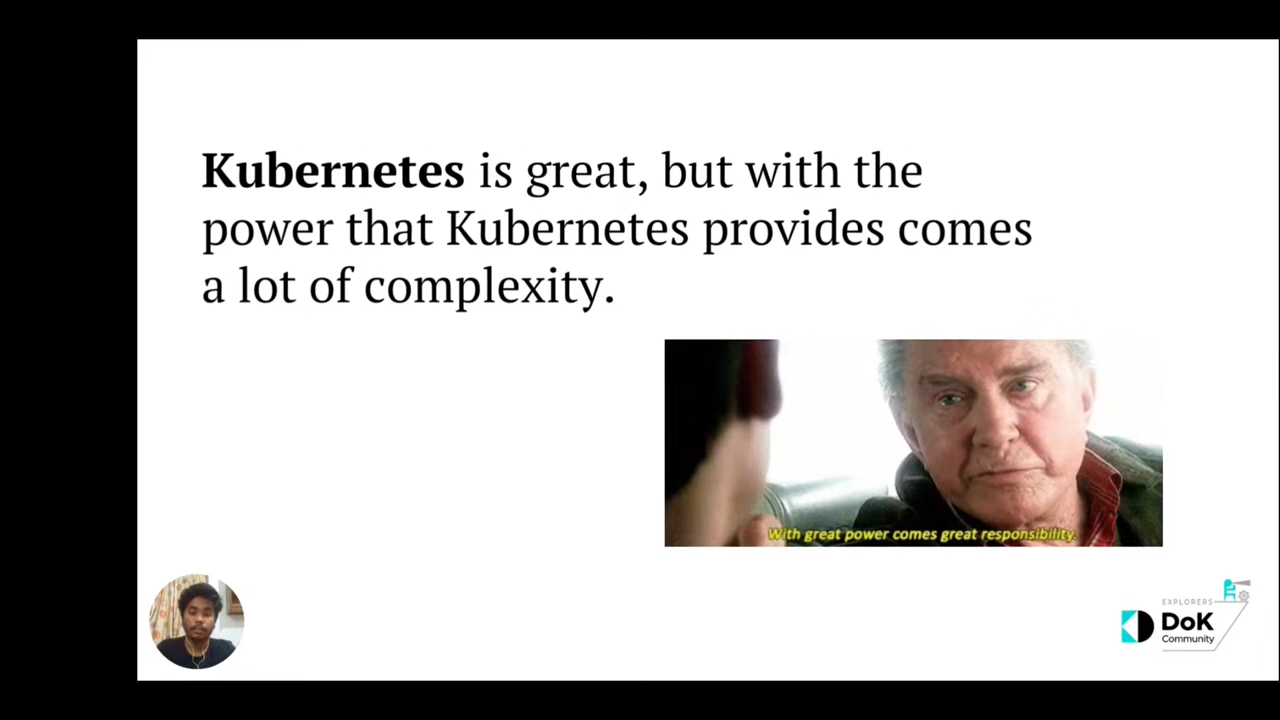 Kubernetes is great, but with the
power that Kubernetes provides comes
a lot of complexity.
With great power comes great responsibility.
EXPLORERS
DoK
Community